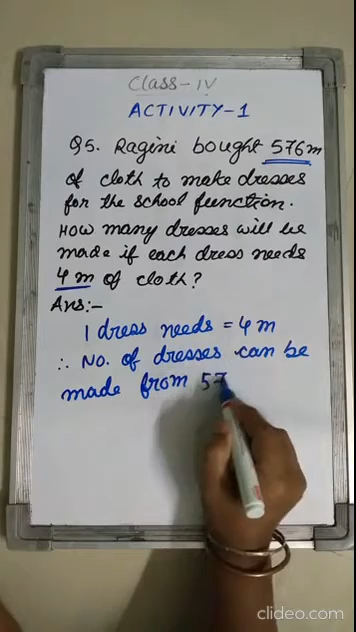 Class-IV
ACTIVITY-1
Q5. Ragini bought 576m
of cloth to make dresses
for the school function.
How many dresses will be
made if each dress needs
4 m of cloth?
Ans:-
1 dress needs = 4 m
∴ No. of dresses can be
made from 57
clideo.com